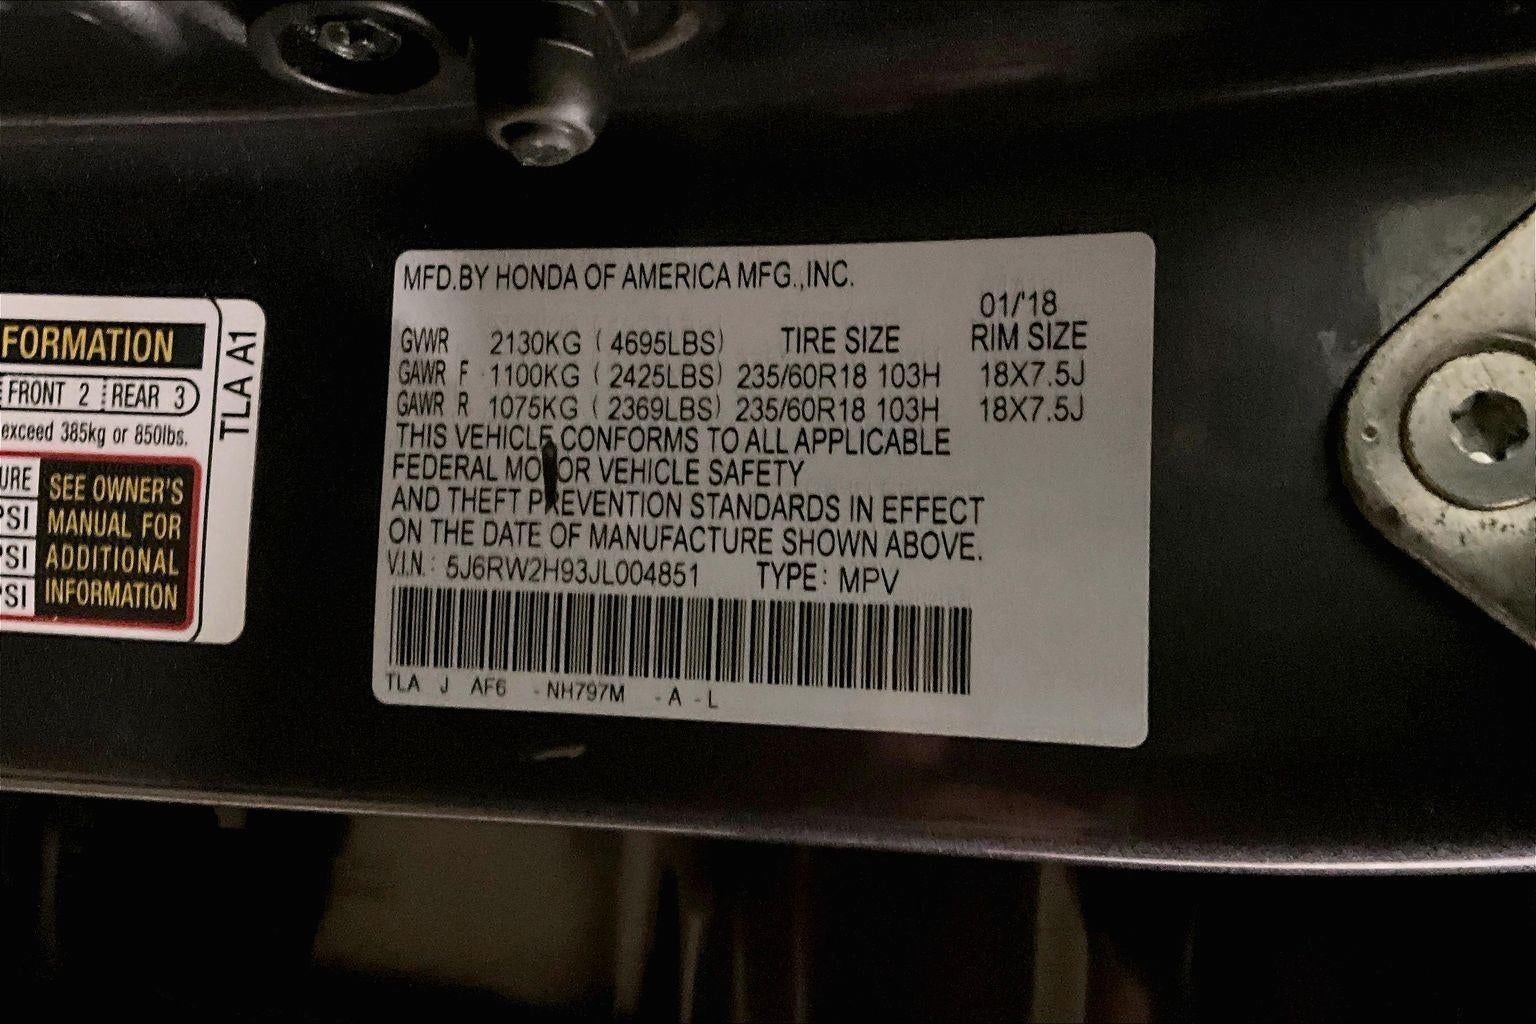 FORMATION
FRONT 2 REAR 3
exceed 385kg or 850lbs.
URE
PSI
PSI
PSI
SEE OWNER'S
MANUAL FOR
ADDITIONAL
INFORMATION
TLA A1
MFD.BY HONDA OF AMERICA MFG.,INC.
01/'18
GVWR 2130KG ( 4695LBS) TIRE SIZE RIM SIZE
GAWR F 1100KG ( 2425LBS) 235/60R18 103H 18X7.5J
GAWR R 1075KG ( 2369LBS) 235/60R18 103H 18X7.5J
THIS VEHICLE CONFORMS TO ALL APPLICABLE
FEDERAL MOTOR VEHICLE SAFETY
AND THEFT PREVENTION STANDARDS IN EFFECT
ON THE DATE OF MANUFACTURE SHOWN ABOVE.
V.I.N.: 5J6RW2H93JL004851 TYPE: MPV
TLA J AF6 - NH797M - A - L